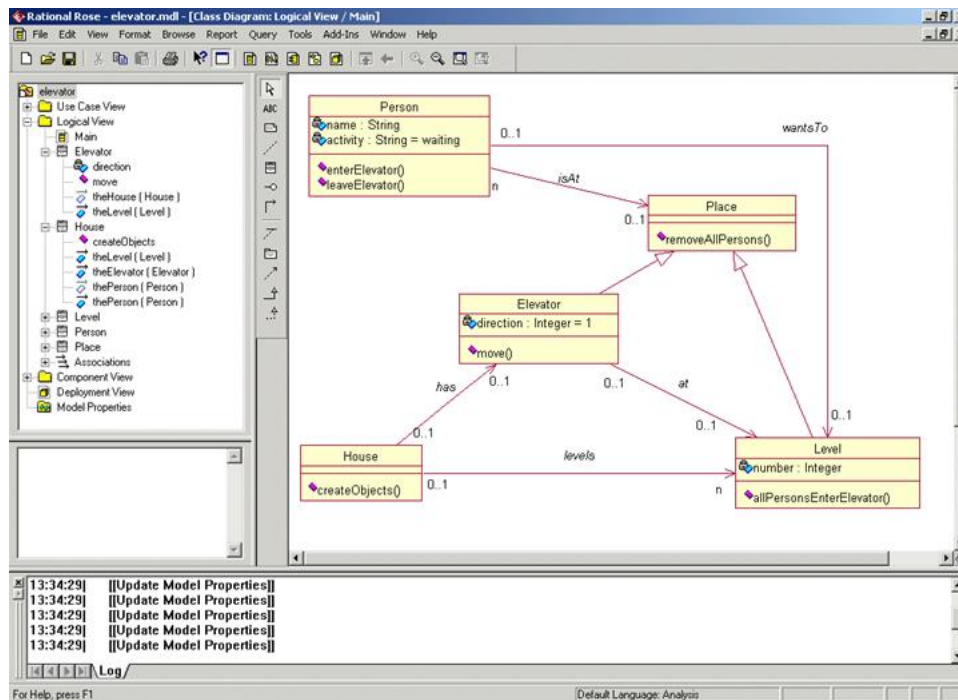 Rational Rose - elevator.mdl - [Class Diagram: Logical View / Main]
File Edit View Format Browse Report Query Tools Add-Ins Window Help
elevator
Use Case View
Logical View
Main
Elevator
direction
move
theHouse ( House )
theLevel ( Level )
House
createObjects
theLevel ( Level )
theElevator ( Elevator )
thePerson ( Person )
thePerson ( Person )
Level
Person
Place
Associations
Component View
Deployment View
Model Properties
ABC
Person
name : String
activity : String = waiting
enterElevator()
leaveElevator()
0..1
wantsTo
isAt
n
0..1
Place
removeAllPersons()
Elevator
direction : Integer = 1
move()
has
0..1
0..1
at
0..1
0..1
0..1
House
createObjects()
levels
0..1
n
Level
number : Integer
allPersonsEnterElevator()
13:34:29| [[Update Model Properties]]
13:34:29| [[Update Model Properties]]
13:34:29| [[Update Model Properties]]
13:34:29| [[Update Model Properties]]
13:34:29| [[Update Model Properties]]
Log
For Help, press F1
Default Language: Analysis